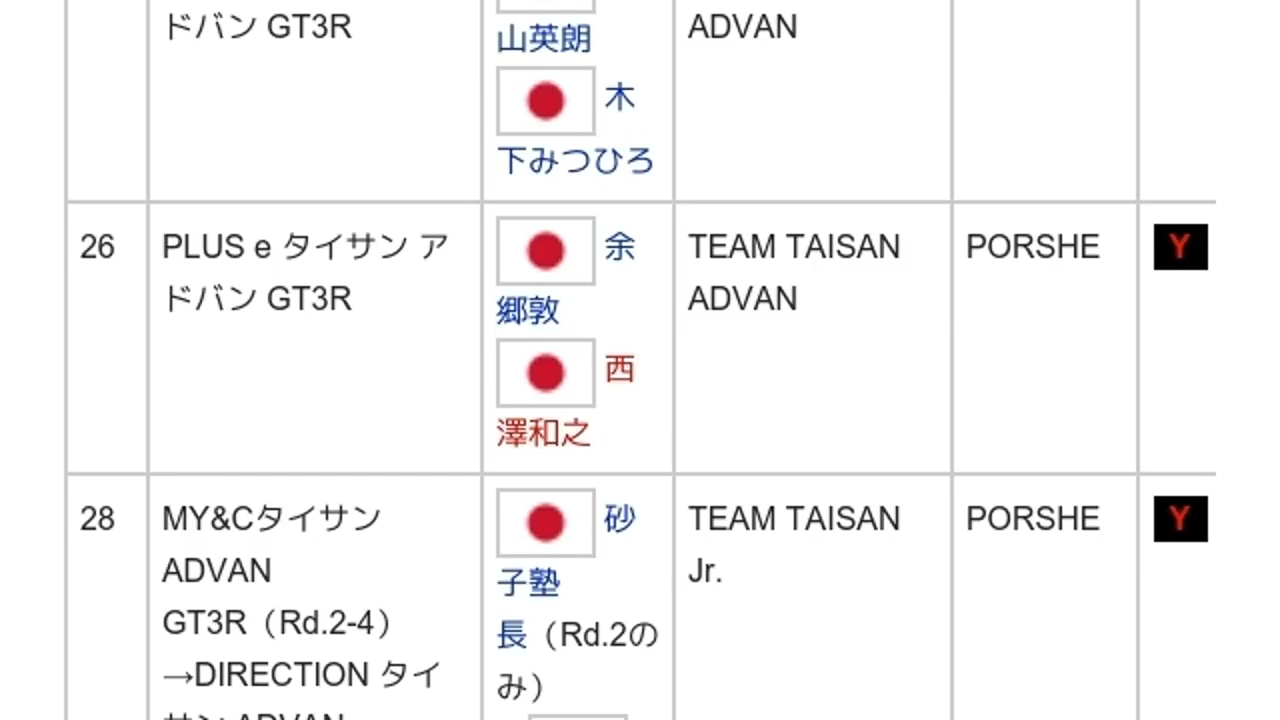 ドバン GT3R
山英朗
ADVAN
木
下みつひろ
26
PLUS e タイサン ア
ドバン GT3R
余
郷敦
西
澤和之
TEAM TAISAN
ADVAN
PORSHE
Y
28
MY&Cタイサン
ADVAN
GT3R（Rd.2-4）
→DIRECTION タイ
サン ADVAN
砂
子塾
長（Rd.2の
み）
TEAM TAISAN
Jr.
PORSHE
Y